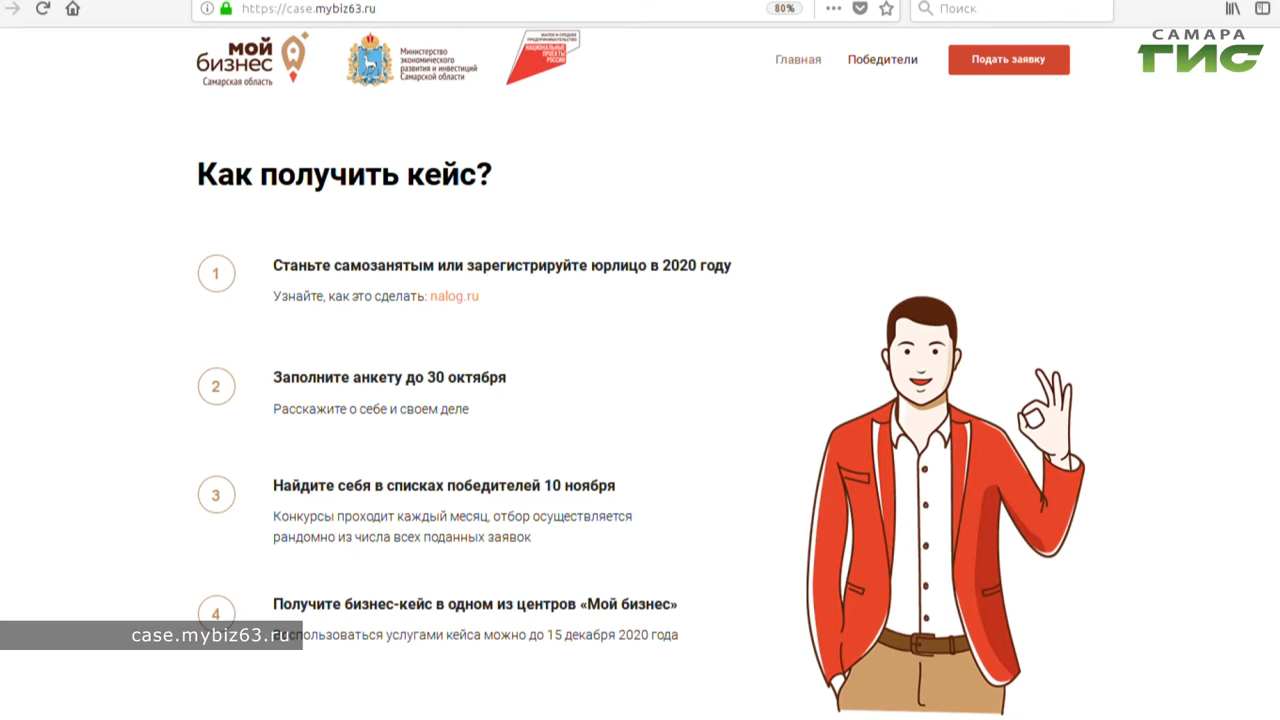 https://case.mybiz63.ru
80%
Поиск
мой бизнес
Самарская область
Министерство
экономического
развития и инвестиций
Самарской области
МАЛОЕ И СРЕДНЕЕ
ПРЕДПРИНИМАТЕЛЬСТВО
НАЦИОНАЛЬНЫЕ
ПРОЕКТЫ
РОССИИ
Главная
Победители
Подать заявку
САМАРА
ГИС
Как получить кейс?
1
Станьте самозанятым или зарегистрируйте юрлицо в 2020 году
Узнайте, как это сделать: nalog.ru
2
Заполните анкету до 30 октября
Расскажите о себе и своем деле
3
Найдите себя в списках победителей 10 ноября
Конкурсы проходит каждый месяц, отбор осуществляется
рандомно из числа всех поданных заявок
4
Получите бизнес-кейс в одном из центров «Мой бизнес»
услугами кейса можно до 15 декабря 2020 года
case.mybiz63.ru